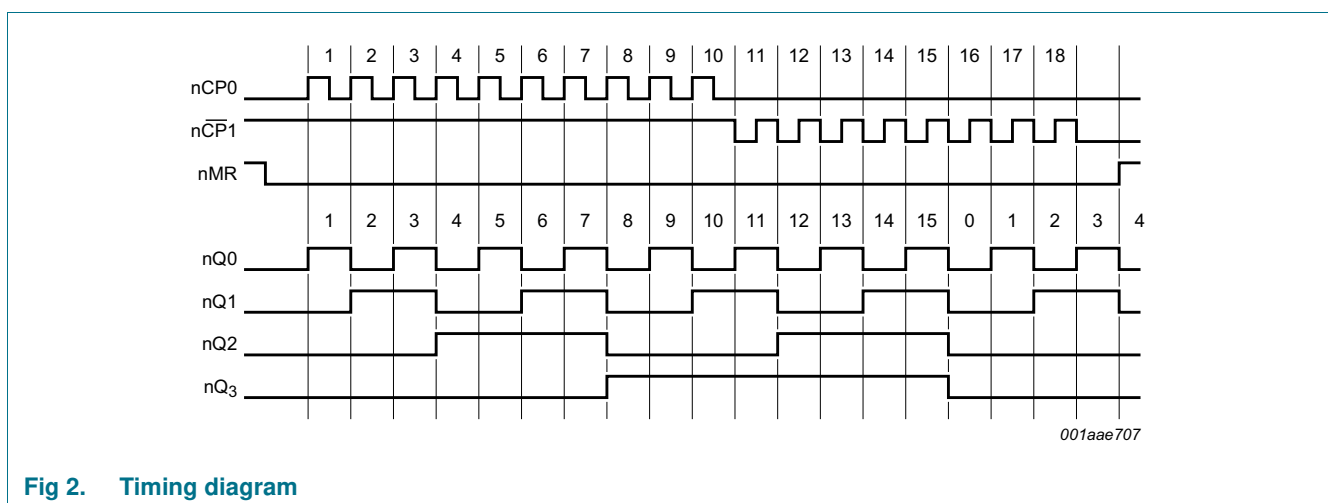 1 2 3 4 5 6 7 8 9 10 11 12 13 14 15 16 17 18
nCP0
nC̅P̅1
nMR
1 2 3 4 5 6 7 8 9 10 11 12 13 14 15 0 1 2 3 4
nQ0
nQ1
nQ2
nQ₃
001aae707
Fig 2. Timing diagram